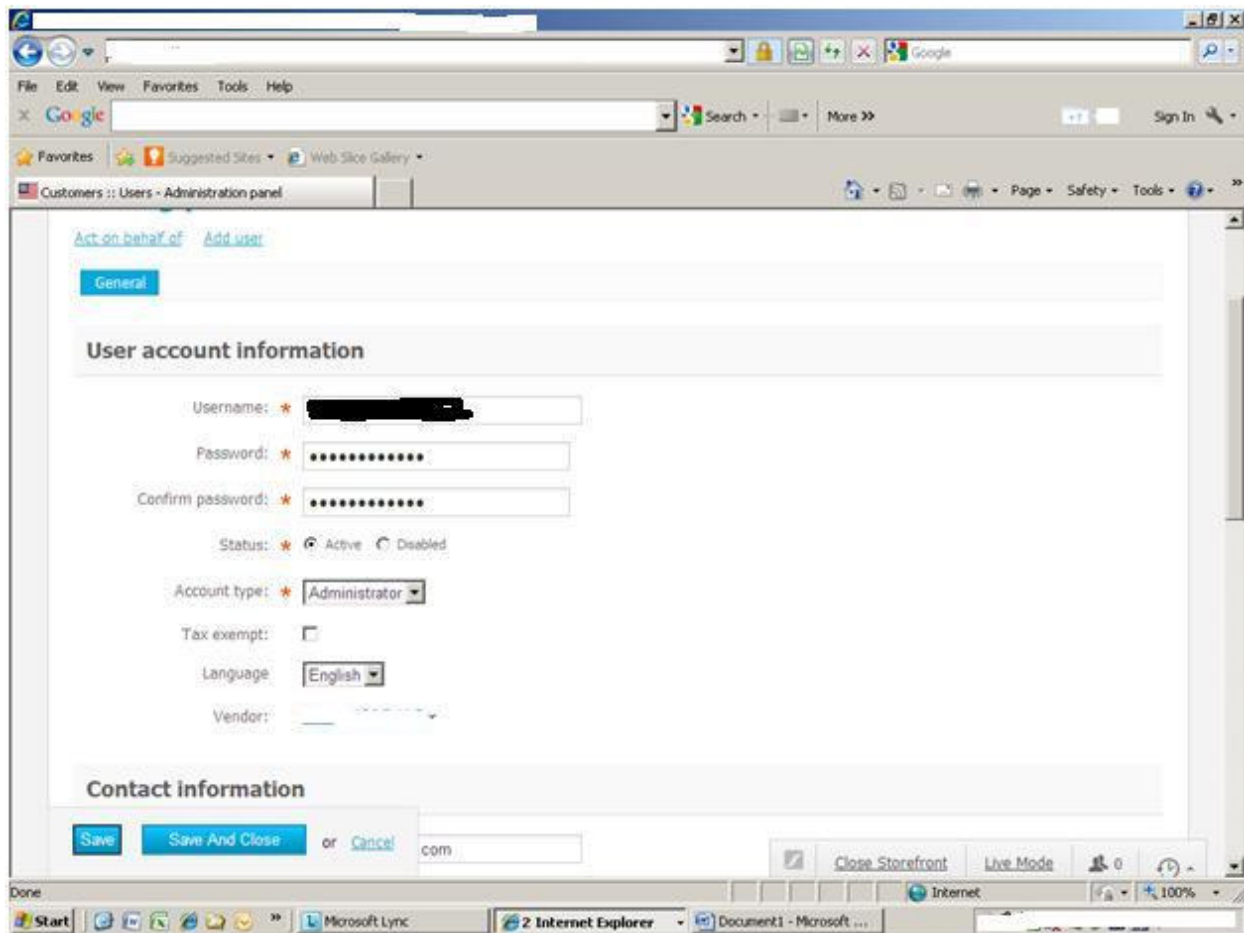 Google
File Edit View Favorites Tools Help
Google Search More >> Sign In
Favorites Suggested Sites Web Slice Gallery
Customers :: Users - Administration panel Page Safety Tools
Act on behalf of Add user
General
User account information
Username: *
Password: * ••••••••••••
Confirm password: * ••••••••••••
Status: * Active Disabled
Account type: * Administrator
Tax exempt:
Language English
Vendor:
Contact information
Save Save And Close or Cancel com
Close Storefront Live Mode 0
Done Internet 100%
Start Microsoft Lync 2 Internet Explorer Document1 - Microsoft ...